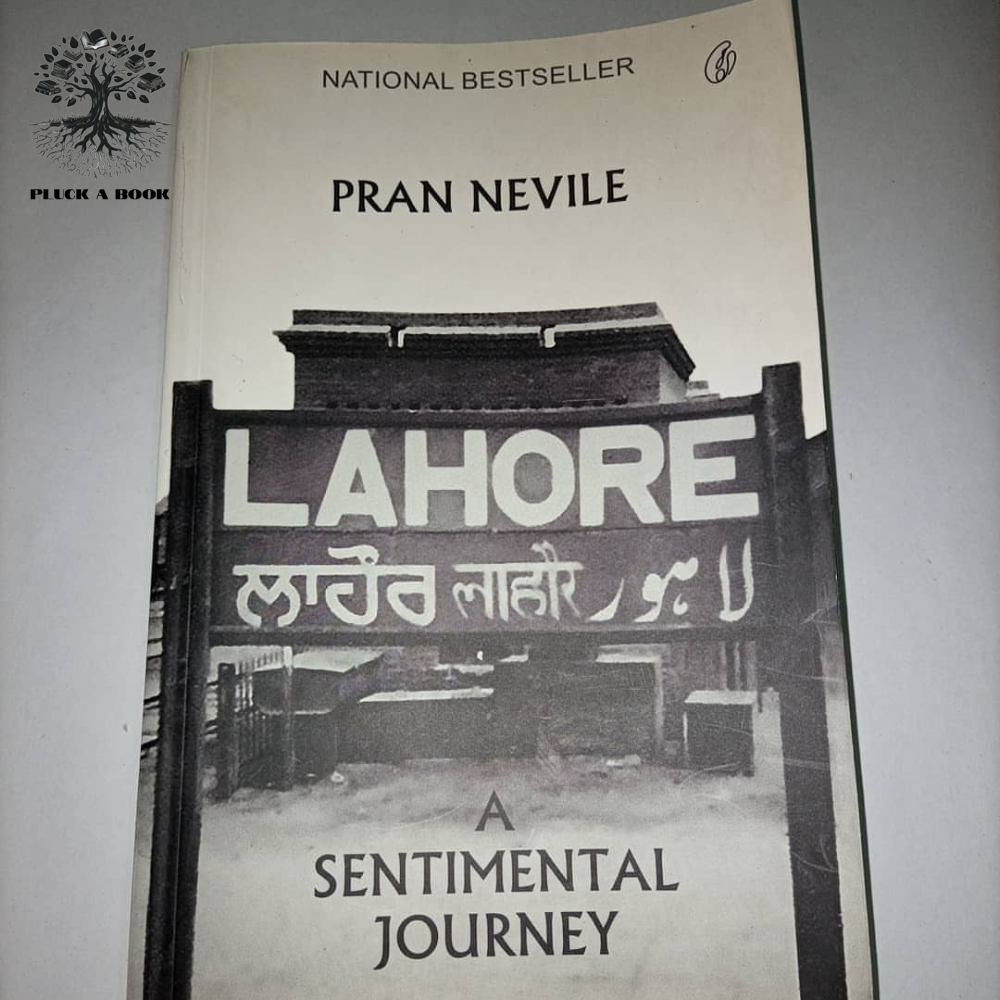 PLUCK A BOOK
NATIONAL BESTSELLER
PRAN NEVILE
LAHORE
ਲਾਹੌਰ लाहौर لاہور
A
SENTIMENTAL
JOURNEY